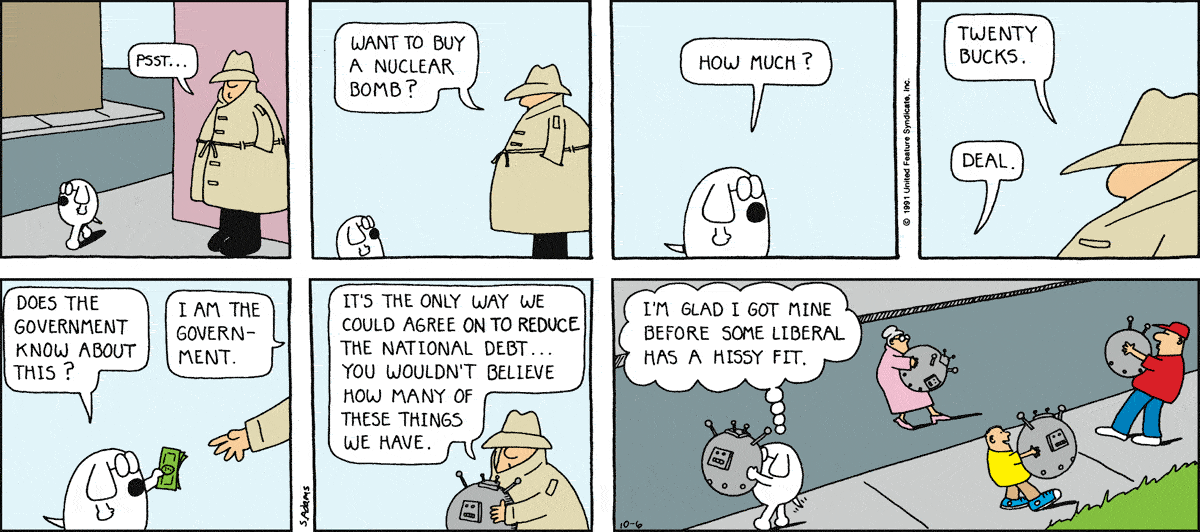 PSST...
WANT TO BUY
A NUCLEAR
BOMB?
HOW MUCH?
© 1991 United Feature Syndicate, Inc.
TWENTY
BUCKS.
DEAL.
DOES THE
GOVERNMENT
KNOW ABOUT
THIS?
I AM THE
GOVERN-
MENT.
S.Adams
IT'S THE ONLY WAY WE
COULD AGREE ON TO REDUCE
THE NATIONAL DEBT...
YOU WOULDN'T BELIEVE
HOW MANY OF
THESE THINGS
WE HAVE.
I'M GLAD I GOT MINE
BEFORE SOME LIBERAL
HAS A HISSY FIT.
10-6